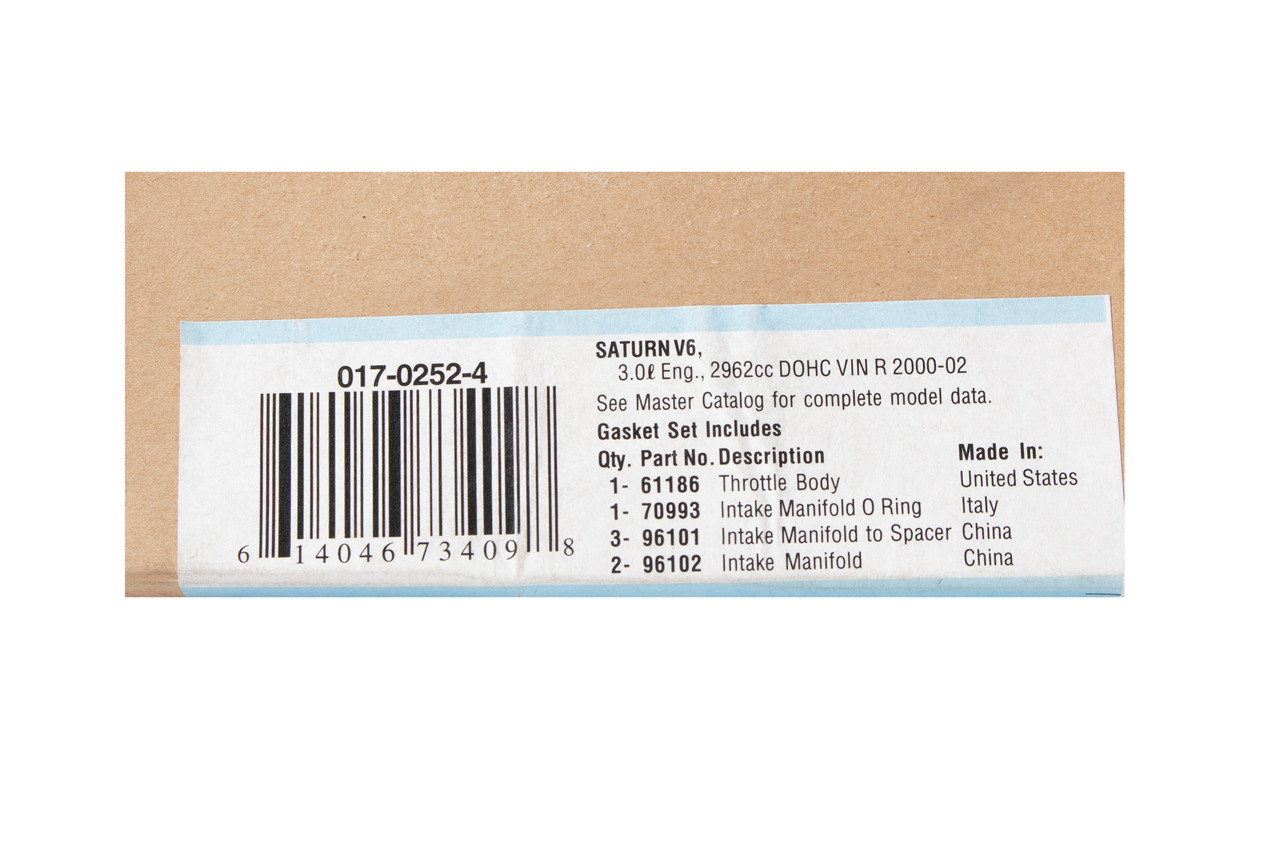 017-0252-4
6 14046 73409 8
SATURN V6,
3.0ℓ Eng., 2962cc DOHC VIN R 2000-02
See Master Catalog for complete model data.
Gasket Set Includes
Qty. Part No. Description Made In:
1- 61186 Throttle Body United States
1- 70993 Intake Manifold O Ring Italy
3- 96101 Intake Manifold to Spacer China
2- 96102 Intake Manifold China